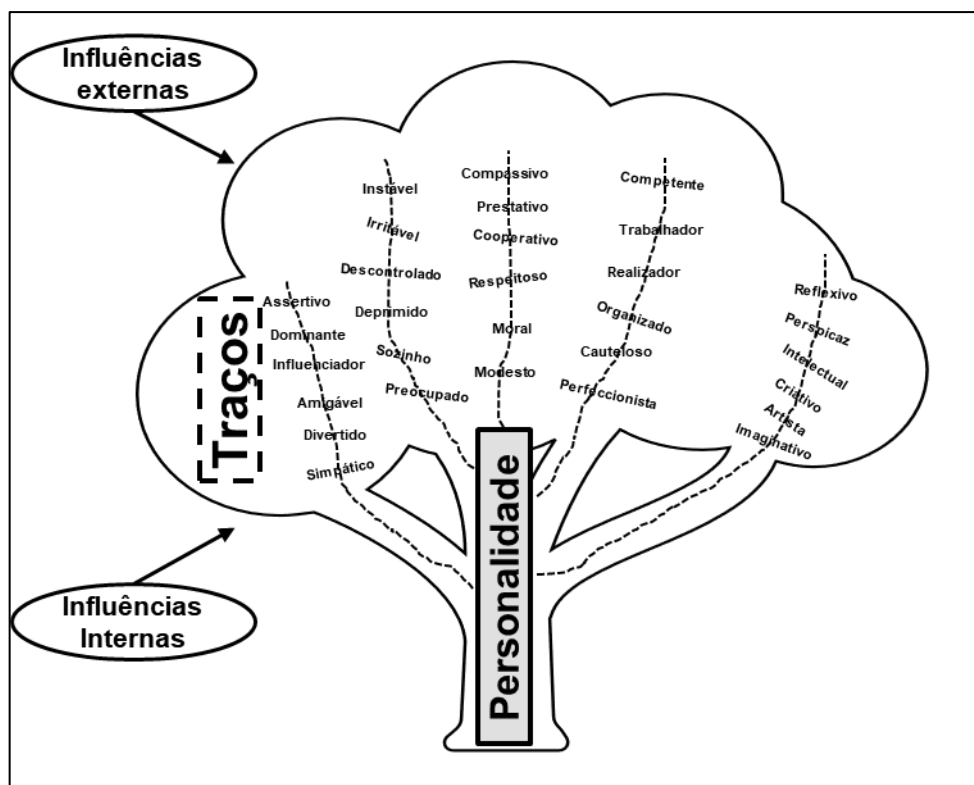 Influências
externas
Instável
Irritável
Descontrolado
Deprimido
Sozinho
Preocupado
Compassivo
Prestativo
Cooperativo
Respeitoso
Moral
Modesto
Competente
Trabalhador
Realizador
Organizado
Cauteloso
Perfeccionista
Reflexivo
Perspicaz
Intelectual
Criativo
Artista
Imaginativo
Assertivo
Dominante
Influenciador
Amigável
Divertido
Simpático
Traços
Personalidade
Influências
Internas